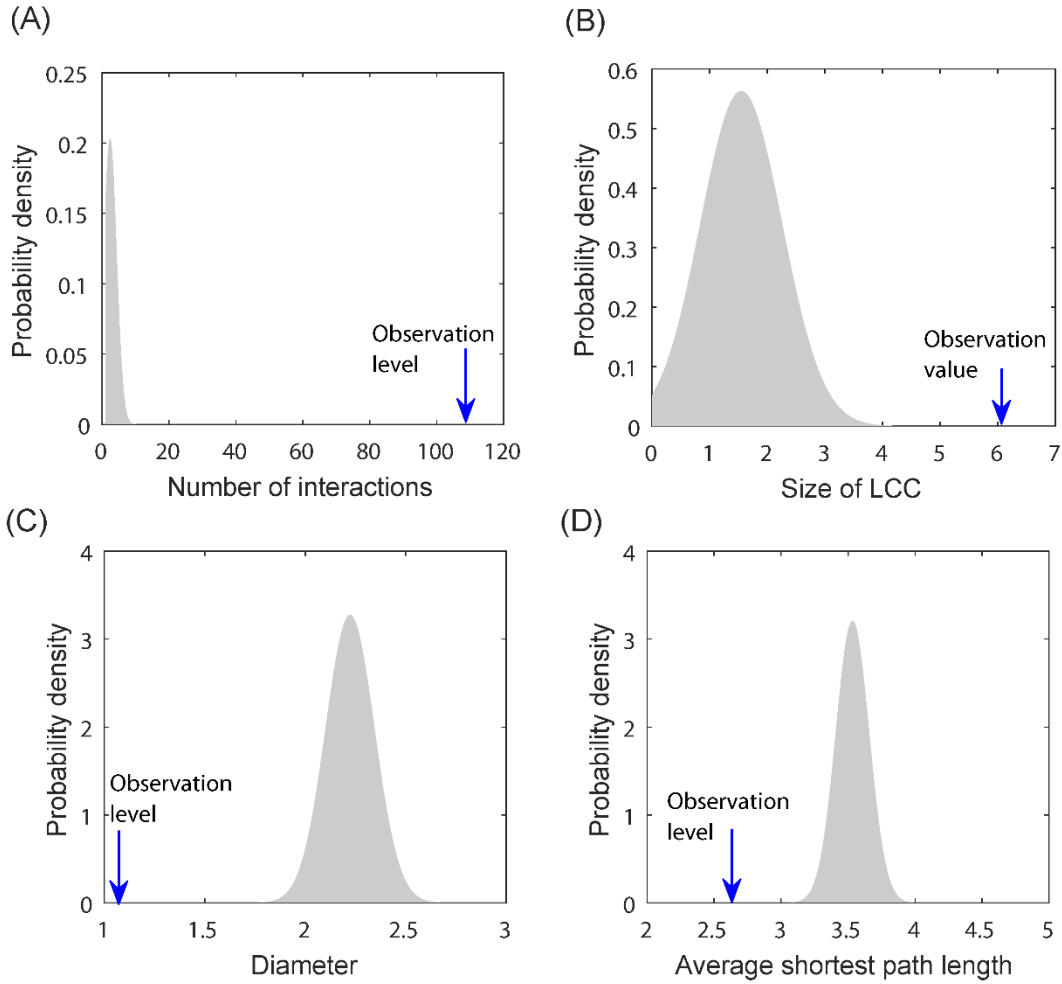 (A)
0.25
0.2
0.15
0.1
0.05
0
Probability density
Observation
level
0 20 40 60 80 100 120
Number of interactions
(B)
0.6
0.5
0.4
0.3
0.2
0.1
0
Probability density
Observation
value
0 1 2 3 4 5 6 7
Size of LCC
(C)
4
3
2
1
0
Probability density
Observation
level
1 1.5 2 2.5 3
Diameter
(D)
4
3
2
1
0
Probability density
Observation
level
2 2.5 3 3.5 4 4.5 5
Average shortest path length